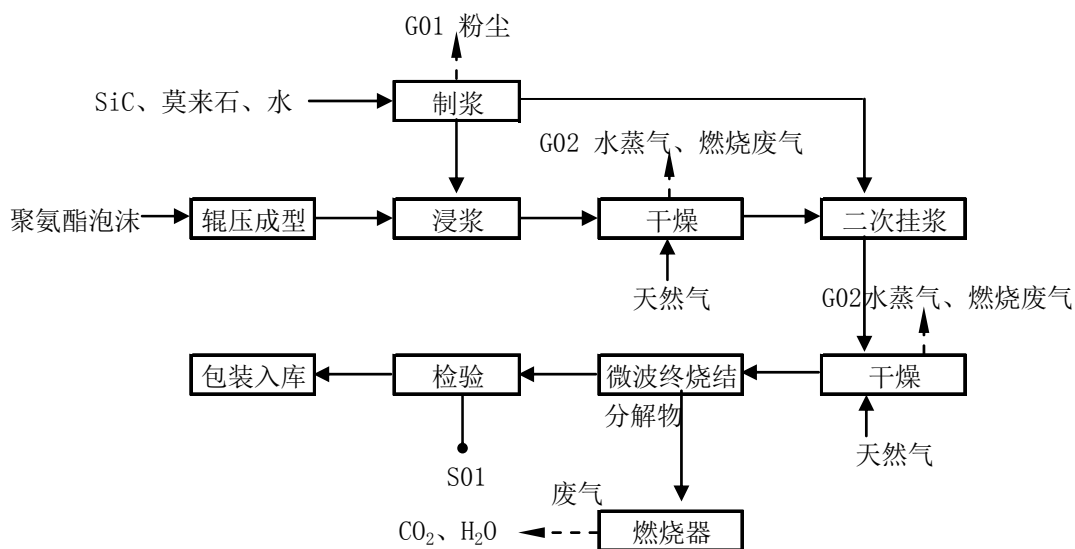 G01 粉尘
SiC、莫来石、水
制浆
G02 水蒸气、燃烧废气
聚氨酯泡沫
辊压成型
浸浆
干燥
二次挂浆
天然气
G02水蒸气、燃烧废气
包装入库
检验
微波终烧结
干燥
分解物
天然气
S01
废气
CO₂、H₂O
燃烧器